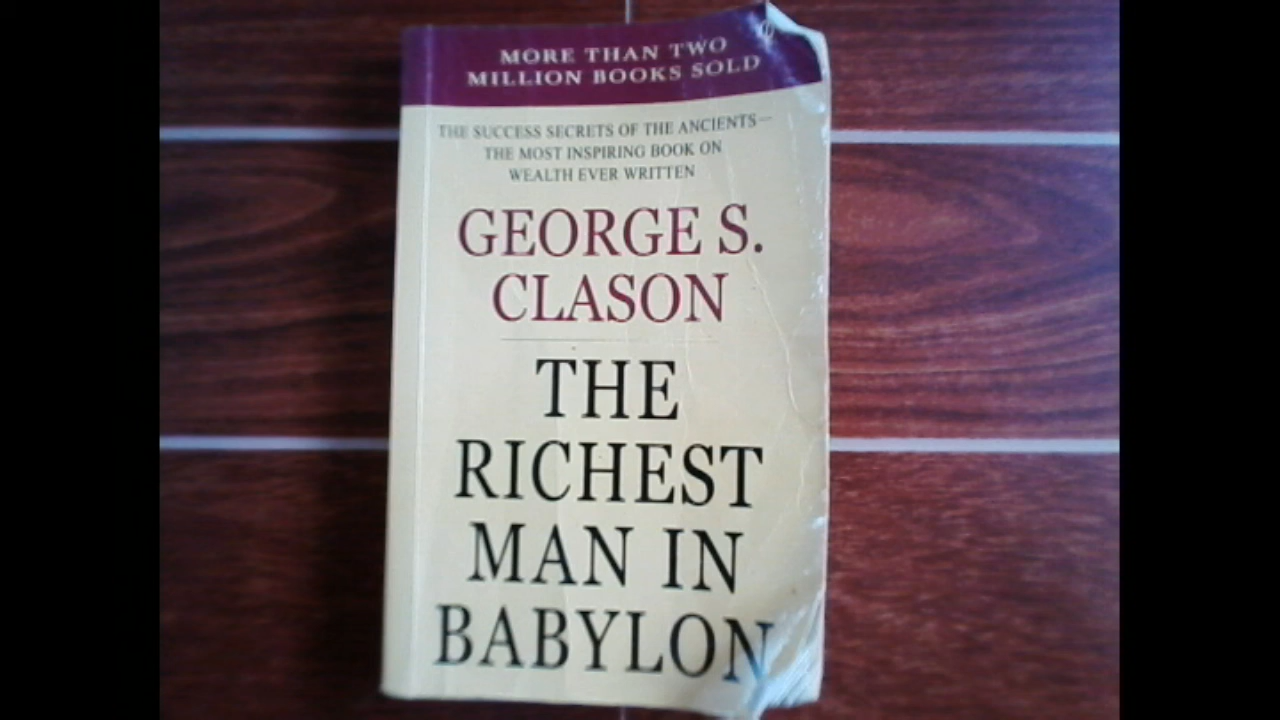 MORE THAN TWO
MILLION BOOKS SOLD
THE SUCCESS SECRETS OF THE ANCIENTS—
THE MOST INSPIRING BOOK ON
WEALTH EVER WRITTEN
GEORGE S.
CLASON
THE
RICHEST
MAN IN
BABYLON